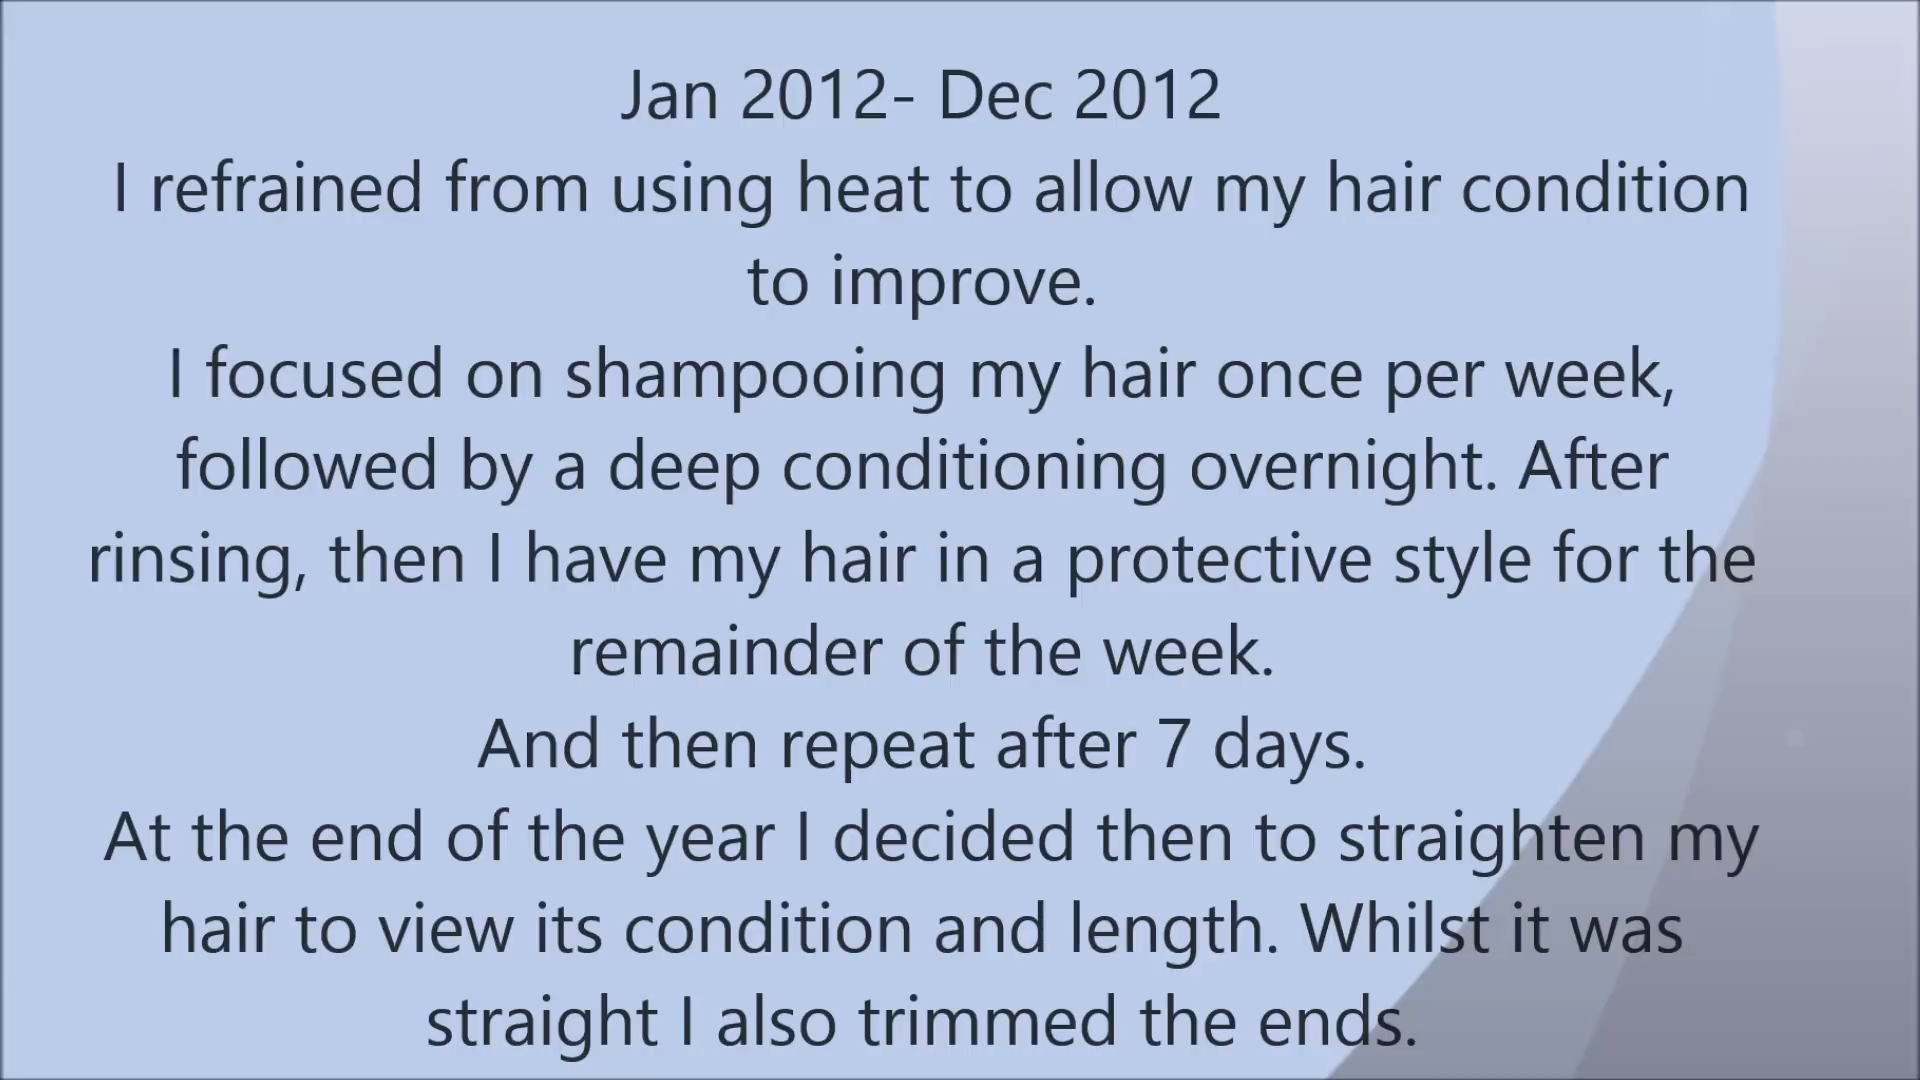 Jan 2012- Dec 2012
I refrained from using heat to allow my hair condition
to improve.
I focused on shampooing my hair once per week,
followed by a deep conditioning overnight. After
rinsing, then I have my hair in a protective style for the
remainder of the week.
And then repeat after 7 days.
At the end of the year I decided then to straighten my
hair to view its condition and length. Whilst it was
straight I also trimmed the ends.